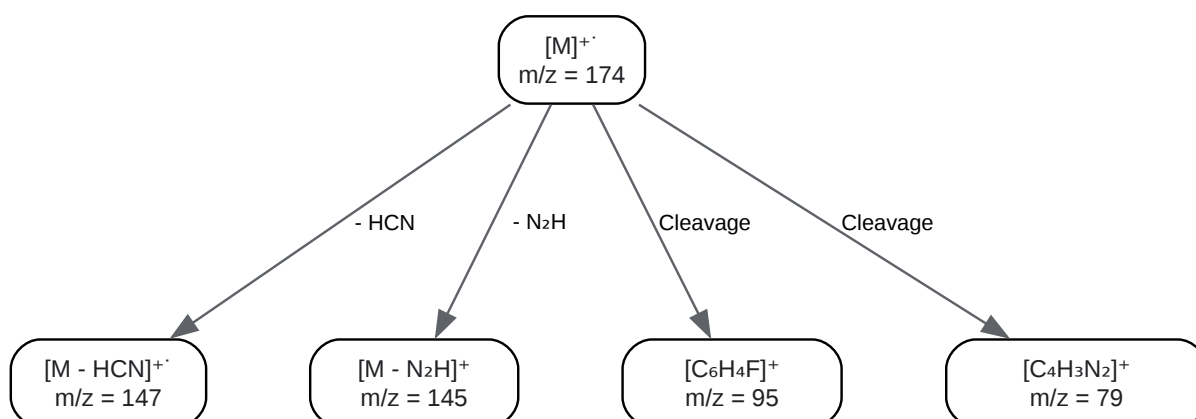 [M]⁺˙
m/z = 174
- HCN
- N₂H
Cleavage
Cleavage
[M - HCN]⁺˙
m/z = 147
[M - N₂H]⁺
m/z = 145
[C₆H₄F]⁺
m/z = 95
[C₄H₃N₂]⁺
m/z = 79